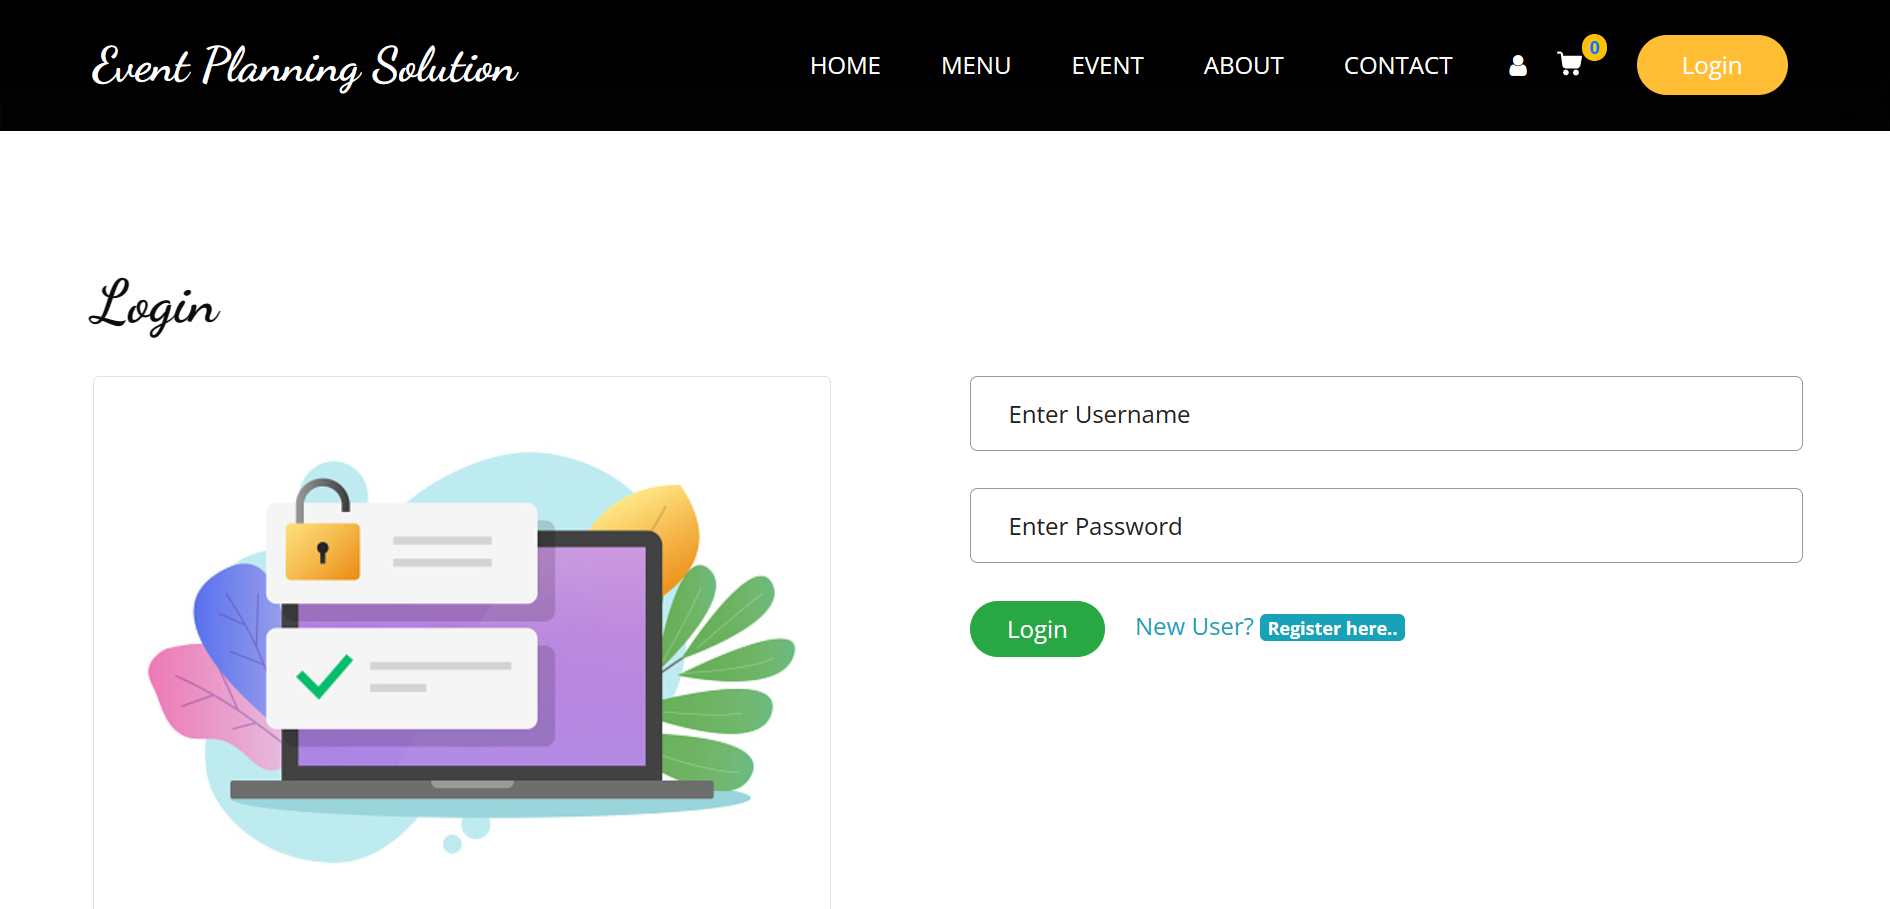 Event Planning Solution
HOME MENU EVENT ABOUT CONTACT 0 Login
Login
Enter Username
Enter Password
Login New User? Register here..